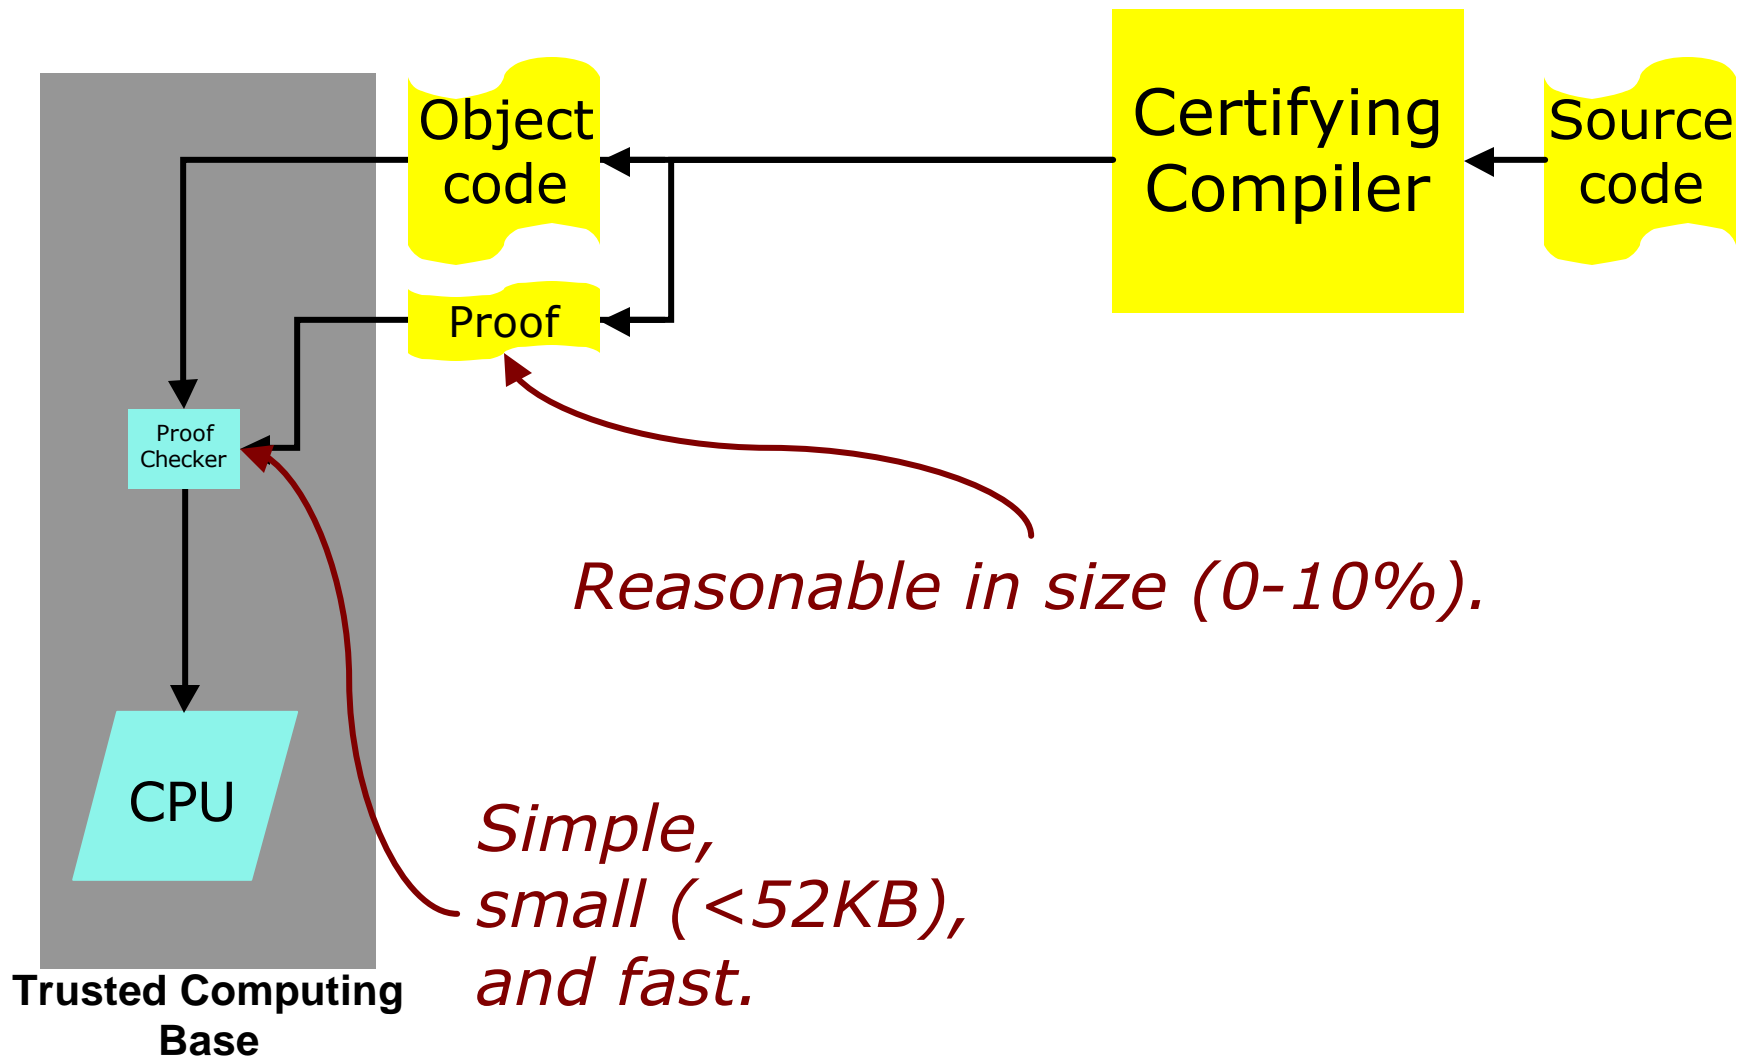 Object
code
Certifying
Compiler
Source
code
Proof
Proof
Checker
Reasonable in size (0-10%).
CPU
Simple,
small (<52KB),
and fast.
Trusted Computing
Base